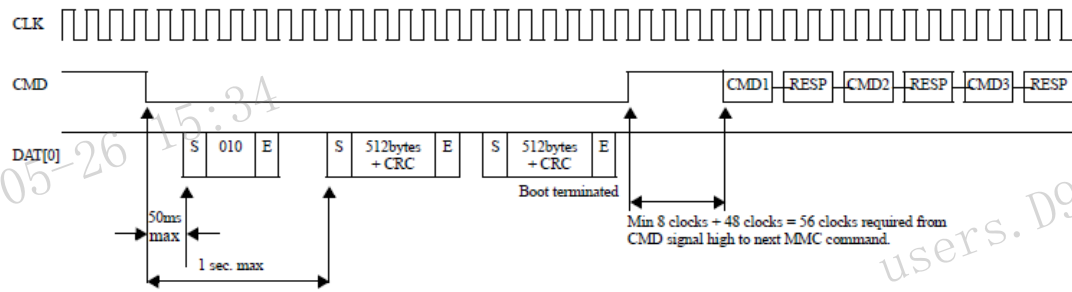 CLK
CMD
CMD1 RESP CMD2 RESP CMD3 RESP
05-26 15:34
DAT[0]
S 010 E S 512bytes + CRC E S 512bytes + CRC E
Boot terminated
50ms
max
1 sec. max
Min 8 clocks + 48 clocks = 56 clocks required from
CMD signal high to next MMC command.
users. D9